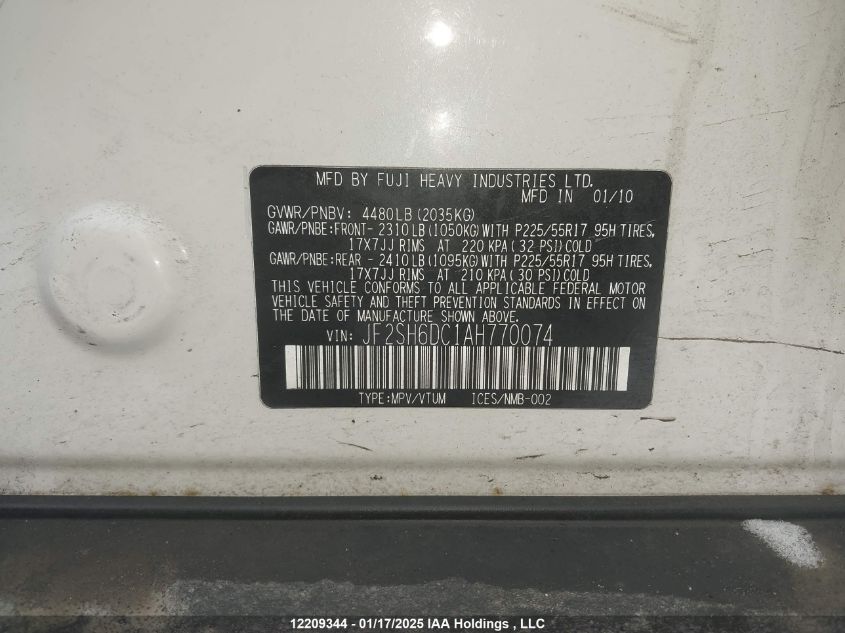 MFD BY FUJI HEAVY INDUSTRIES LTD.
MFD IN 01/10
GVWR/PNBV: 4480LB (2035KG)
GAWR/PNBE:FRONT- 2310LB (1050KG) WITH P225/55R17 95H TIRES,
17X7JJ RIMS AT 220 KPA ( 32 PSI) COLD
GAWR/PNBE:REAR - 2410LB (1095KG) WITH P225/55R17 95H TIRES,
17X7JJ RIMS AT 210 KPA ( 30 PSI) COLD
THIS VEHICLE CONFORMS TO ALL APPLICABLE FEDERAL MOTOR
VEHICLE SAFETY AND THEFT PREVENTION STANDARDS IN EFFECT ON
THE DATE OF MANUFACTURE SHOWN ABOVE.
VIN: JF2SH6DC1AH770074
TYPE:MPV/VTUM ICES/NMB-002
12209344 - 01/17/2025 IAA Holdings , LLC